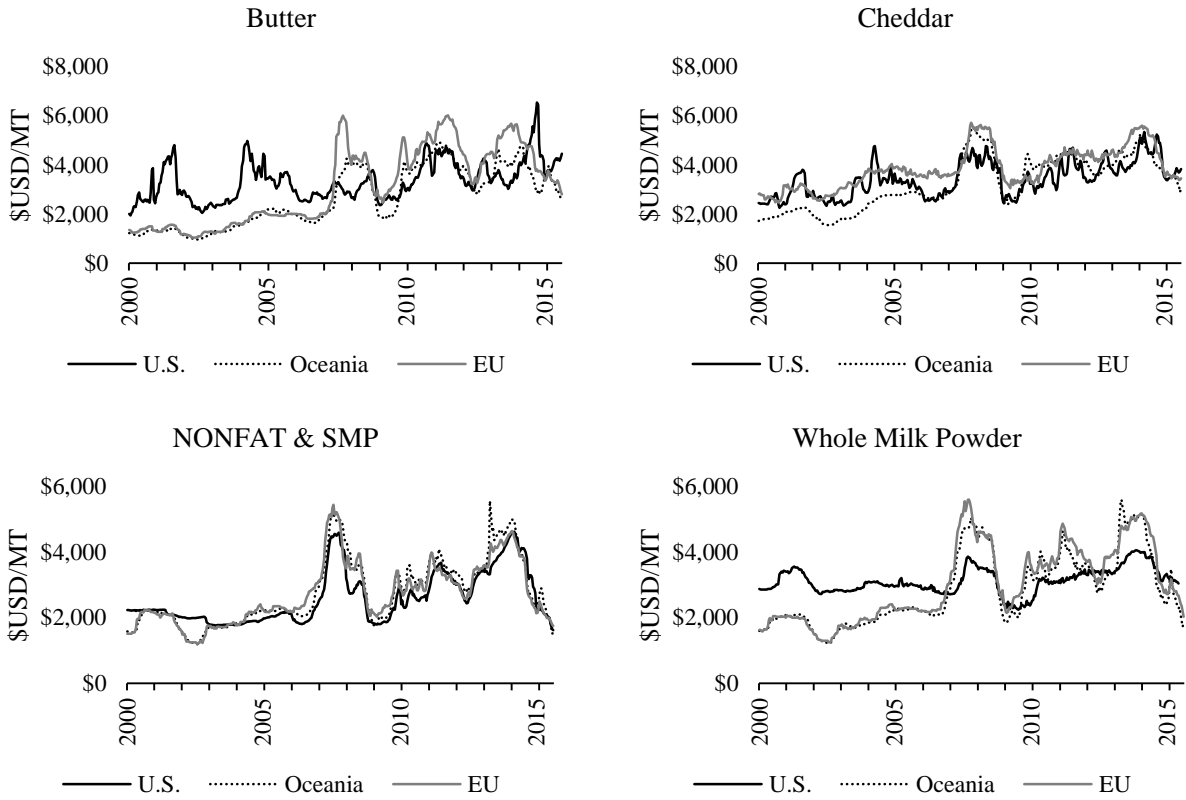 Butter
$8,000
$6,000
$4,000
$2,000
$0
$USD/MT
2000
2005
2010
2015
U.S. Oceania EU
Cheddar
$8,000
$6,000
$4,000
$2,000
$0
$USD/MT
2000
2005
2010
2015
U.S. Oceania EU
NONFAT & SMP
$6,000
$4,000
$2,000
$0
$USD/MT
2000
2005
2010
2015
U.S. Oceania EU
Whole Milk Powder
$6,000
$4,000
$2,000
$0
$USD/MT
2000
2005
2010
2015
U.S. Oceania EU